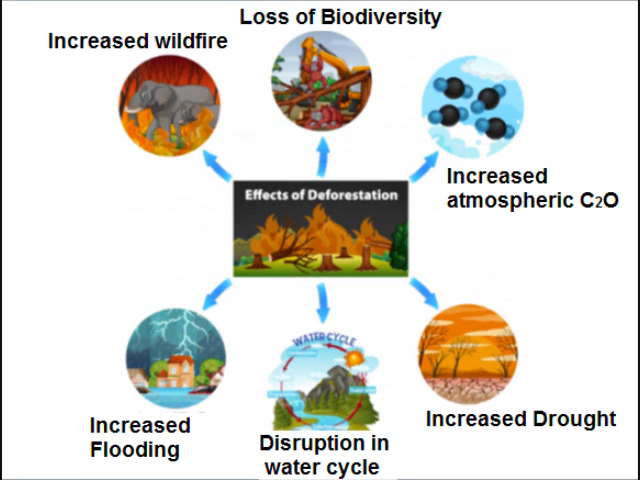 Loss of Biodiversity
Increased wildfire
Increased
atmospheric C₂O
Effects of Deforestation
WATER CYCLE
Increased
Flooding
Disruption in
water cycle
Increased Drought